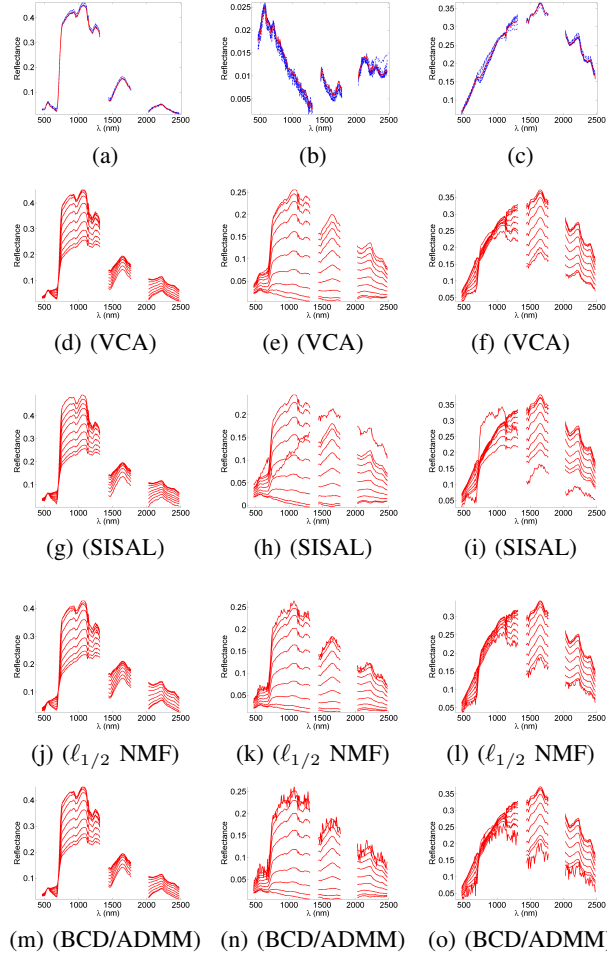 Reflectance
0.4
0.3
0.2
0.1
500 1000 1500 2000 2500
λ (nm)
(a)
Reflectance
0.025
0.02
0.015
0.01
0.005
500 1000 1500 2000 2500
λ (nm)
(b)
Reflectance
0.35
0.3
0.25
0.2
0.15
0.1
500 1000 1500 2000 2500
λ (nm)
(c)
Reflectance
0.4
0.3
0.2
0.1
500 1000 1500 2000 2500
λ (nm)
(d) (VCA)
Reflectance
0.25
0.2
0.15
0.1
0.05
500 1000 1500 2000 2500
λ (nm)
(e) (VCA)
Reflectance
0.35
0.3
0.25
0.2
0.15
0.1
0.05
500 1000 1500 2000 2500
λ (nm)
(f) (VCA)
Reflectance
0.4
0.3
0.2
0.1
500 1000 1500 2000 2500
λ (nm)
(g) (SISAL)
Reflectance
0.2
0.15
0.1
0.05
0
500 1000 1500 2000 2500
λ (nm)
(h) (SISAL)
Reflectance
0.35
0.3
0.25
0.2
0.15
0.1
0.05
500 1000 1500 2000 2500
λ (nm)
(i) (SISAL)
Reflectance
0.4
0.3
0.2
0.1
500 1000 1500 2000 2500
λ (nm)
(j) (ℓ1/2 NMF)
Reflectance
0.25
0.2
0.15
0.1
0.05
500 1000 1500 2000 2500
λ (nm)
(k) (ℓ1/2 NMF)
Reflectance
0.3
0.25
0.2
0.15
0.1
0.05
500 1000 1500 2000 2500
λ (nm)
(l) (ℓ1/2 NMF)
Reflectance
0.4
0.3
0.2
0.1
500 1000 1500 2000 2500
λ (nm)
(m) (BCD/ADMM)
Reflectance
0.25
0.2
0.15
0.1
0.05
500 1000 1500 2000 2500
λ (nm)
(n) (BCD/ADMM)
Reflectance
0.35
0.3
0.25
0.2
0.15
0.1
0.05
500 1000 1500 2000 2500
λ (nm)
(o) (BCD/ADMM)